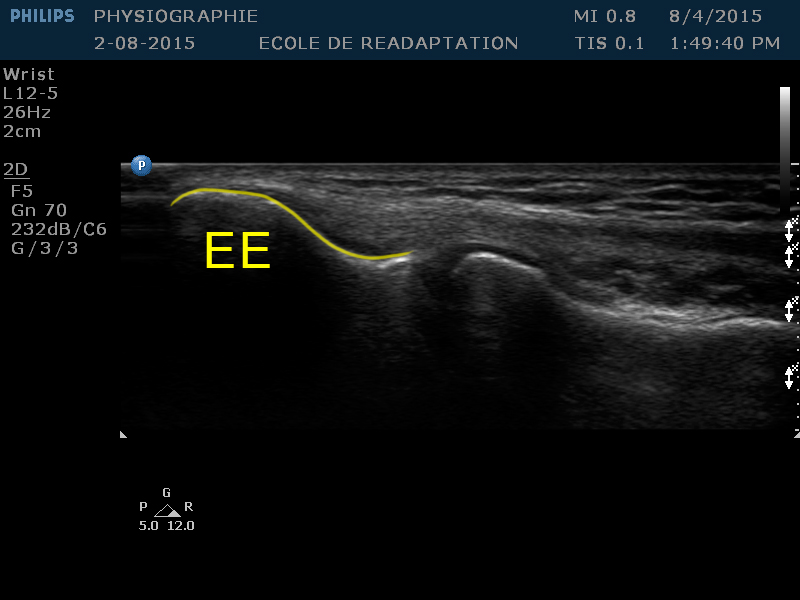 PHILIPS PHYSIOGRAPHIE MI 0.8 8/4/2015
2-08-2015 ECOLE DE READAPTATION TIS 0.1 1:49:40 PM
Wrist
L12-5
26Hz
2cm
2D
F5
Gn 70
232dB/C6
G/3/3
P
EE
G
P R
5.0 12.0